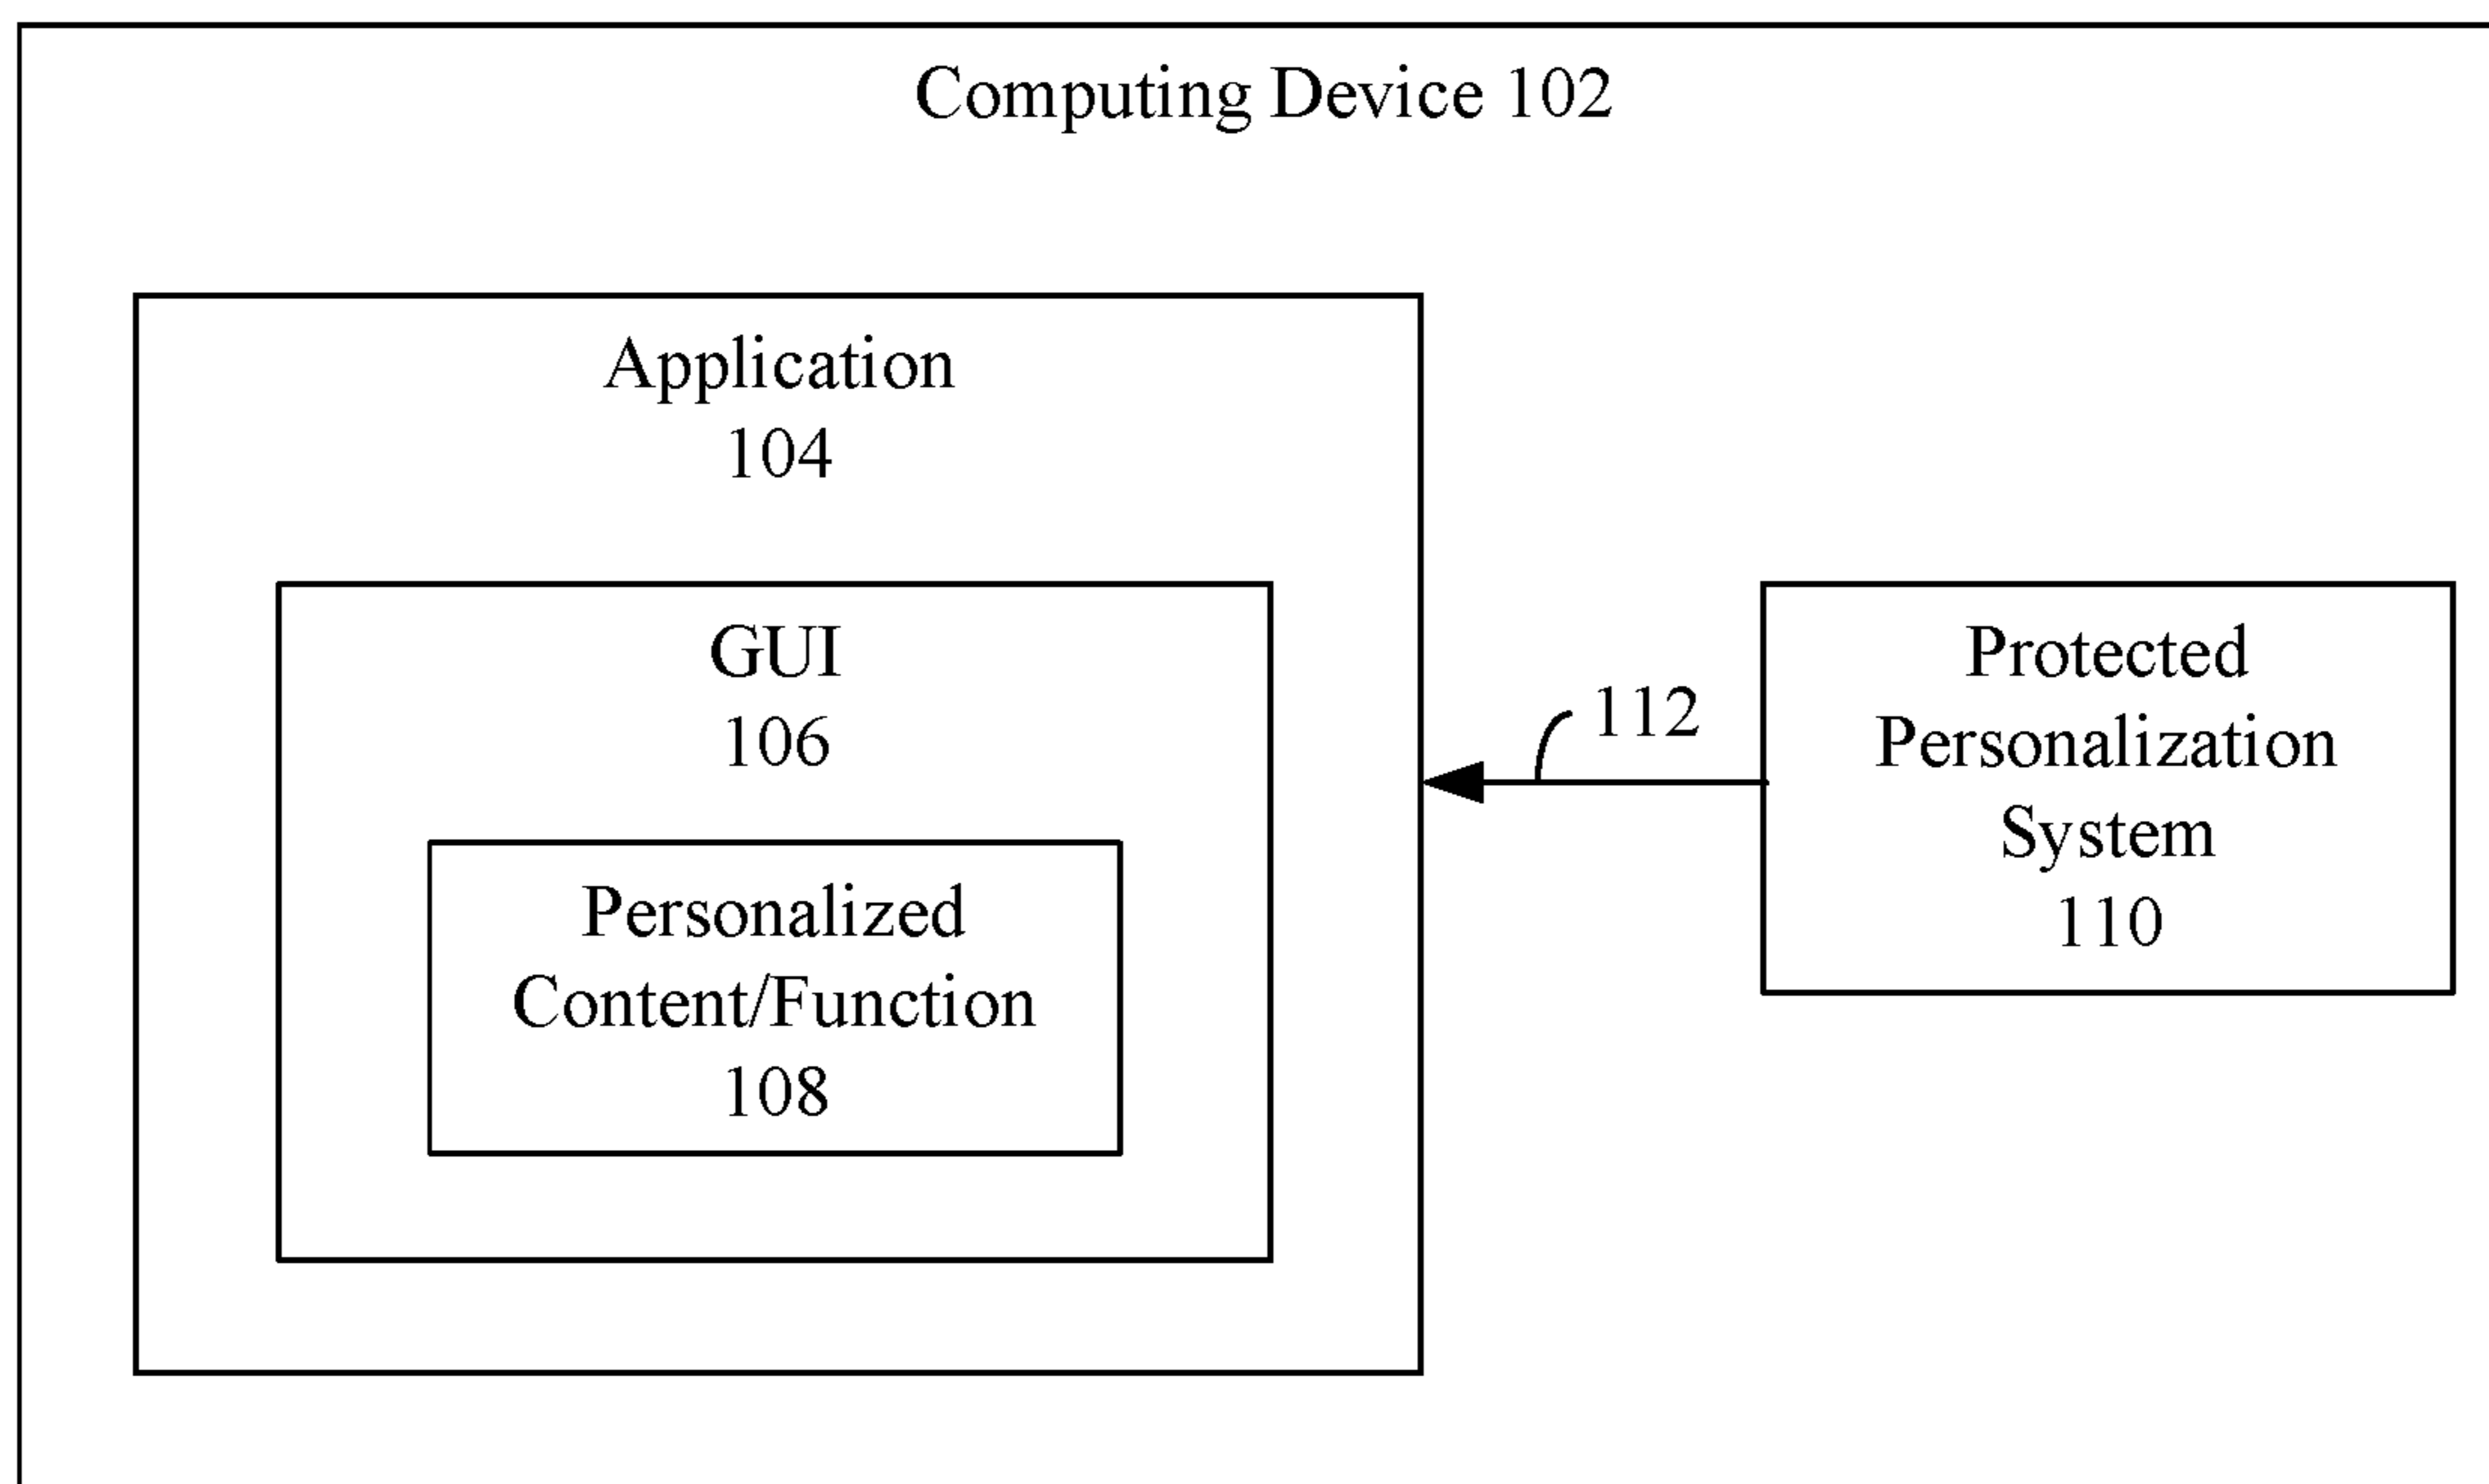 Computing Device 102
Application
104
GUI
106
Personalized
Content/Function
108
112
Protected
Personalization
System
110